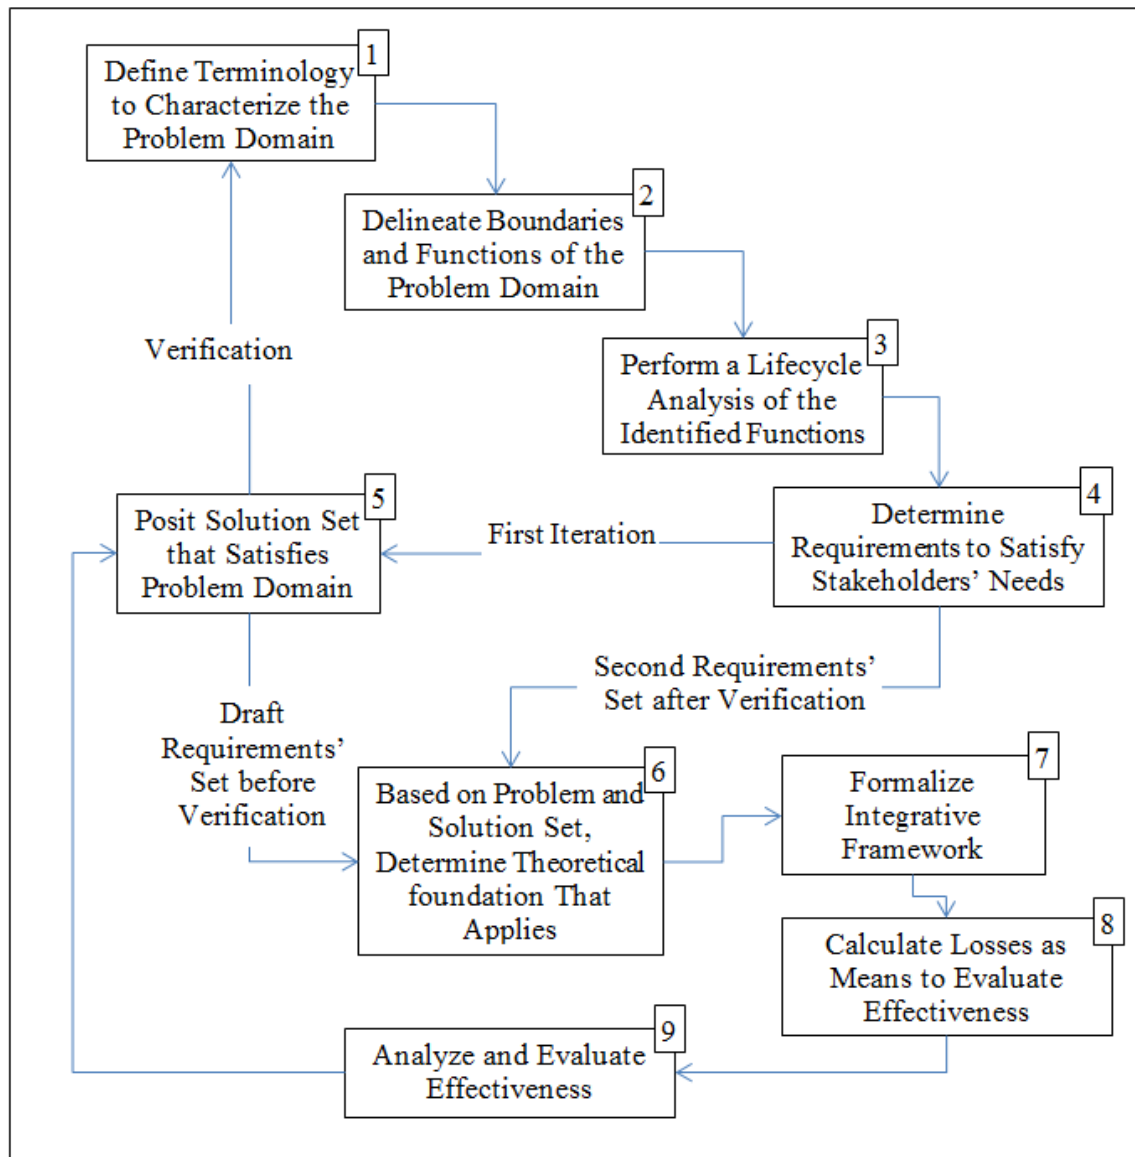 1
Define Terminology
to Characterize the
Problem Domain
2
Delineate Boundaries
and Functions of the
Problem Domain
Verification
3
Perform a Lifecycle
Analysis of the
Identified Functions
5
Posit Solution Set
that Satisfies
Problem Domain
First Iteration
4
Determine
Requirements to Satisfy
Stakeholders' Needs
Second Requirements'
Set after Verification
Draft
Requirements'
Set before
Verification
6
Based on Problem and
Solution Set,
Determine Theoretical
foundation That
Applies
7
Formalize
Integrative
Framework
8
Calculate Losses as
Means to Evaluate
Effectiveness
9
Analyze and Evaluate
Effectiveness